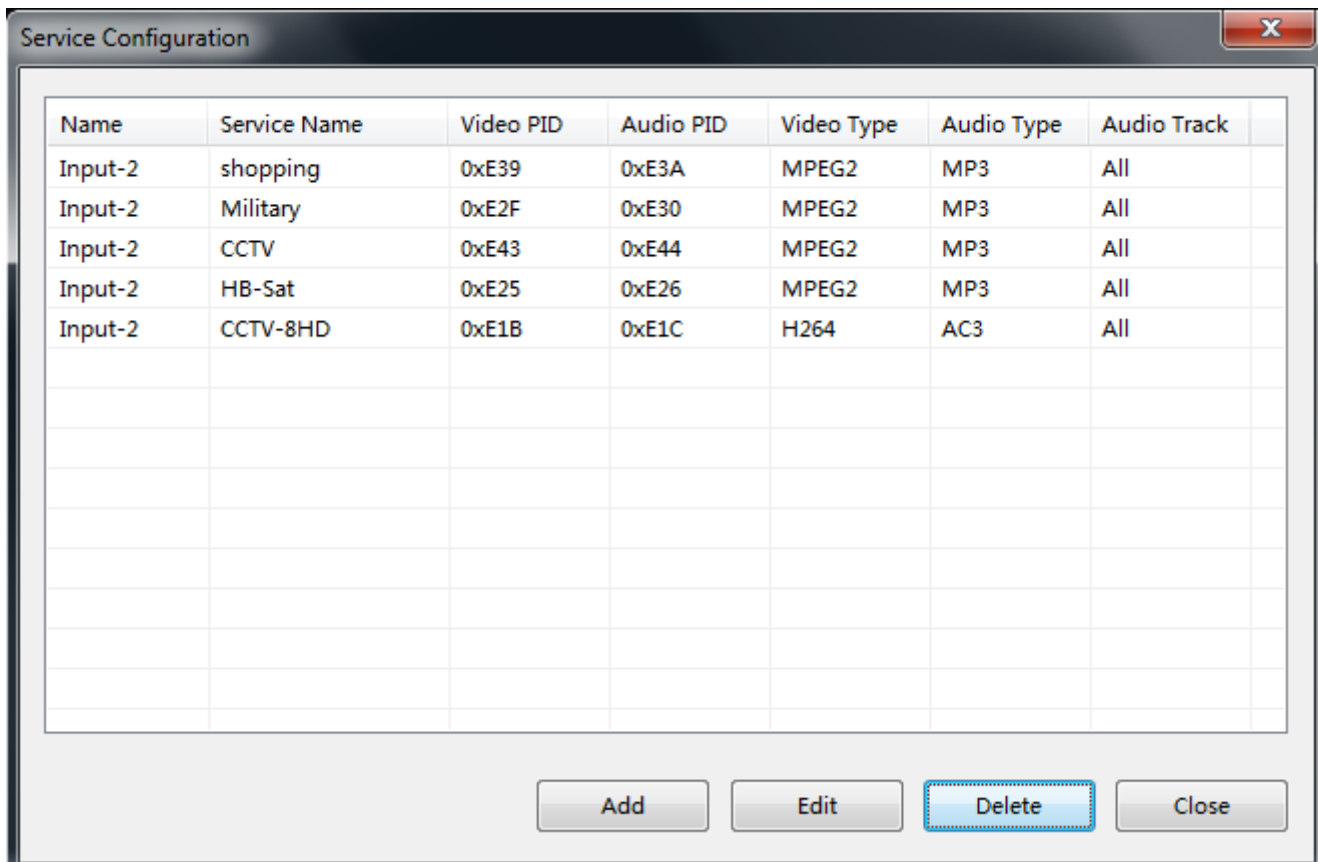 Service Configuration
Name Service Name Video PID Audio PID Video Type Audio Type Audio Track
Input-2 shopping 0xE39 0xE3A MPEG2 MP3 All
Input-2 Military 0xE2F 0xE30 MPEG2 MP3 All
Input-2 CCTV 0xE43 0xE44 MPEG2 MP3 All
Input-2 HB-Sat 0xE25 0xE26 MPEG2 MP3 All
Input-2 CCTV-8HD 0xE1B 0xE1C H264 AC3 All
Add Edit Delete Close